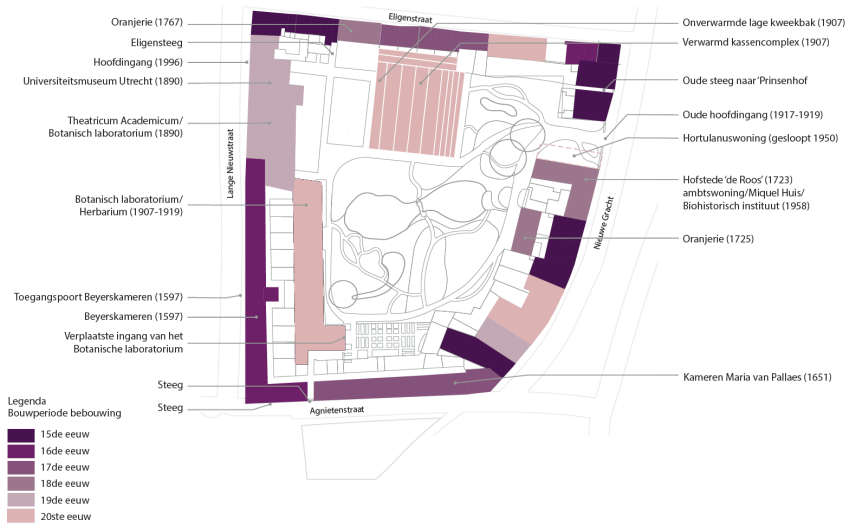 Oranjerie (1767)
Eligensteeg
Hoofdingang (1996)
Universiteitsmuseum Utrecht (1890)
Theatricum Academicum/
Botanisch laboratorium
(1890)
Botanisch laboratorium/
Herbarium (1907-1919)
Toegangspoort Beyerskameren (1597)
Beyerskameren (1597)
Verplaatste ingang van het
Botanische laboratorium
Steeg
Steeg
Eligenstraat
Lange Nieuwstraat
Nieuwe Gracht
Agnietenstraat
Onverwarmde lage kweekbak (1907)
Verwarmd kassencomplex (1907)
Oude steeg naar ‘Prinsenhof
Oude hoofdingang (1917-1919)
Hortulanuswoning (gesloopt 1950)
Hofstede ‘de Roos’ (1723)
ambtswoning/Miquel Huis/
Biohistorisch instituut (1958)
Oranjerie (1725)
Kameren Maria van Pallaes (1651)
Legenda
Bouwperiode bebouwing
15de eeuw
16de eeuw
17de eeuw
18de eeuw
19de eeuw
20ste eeuw